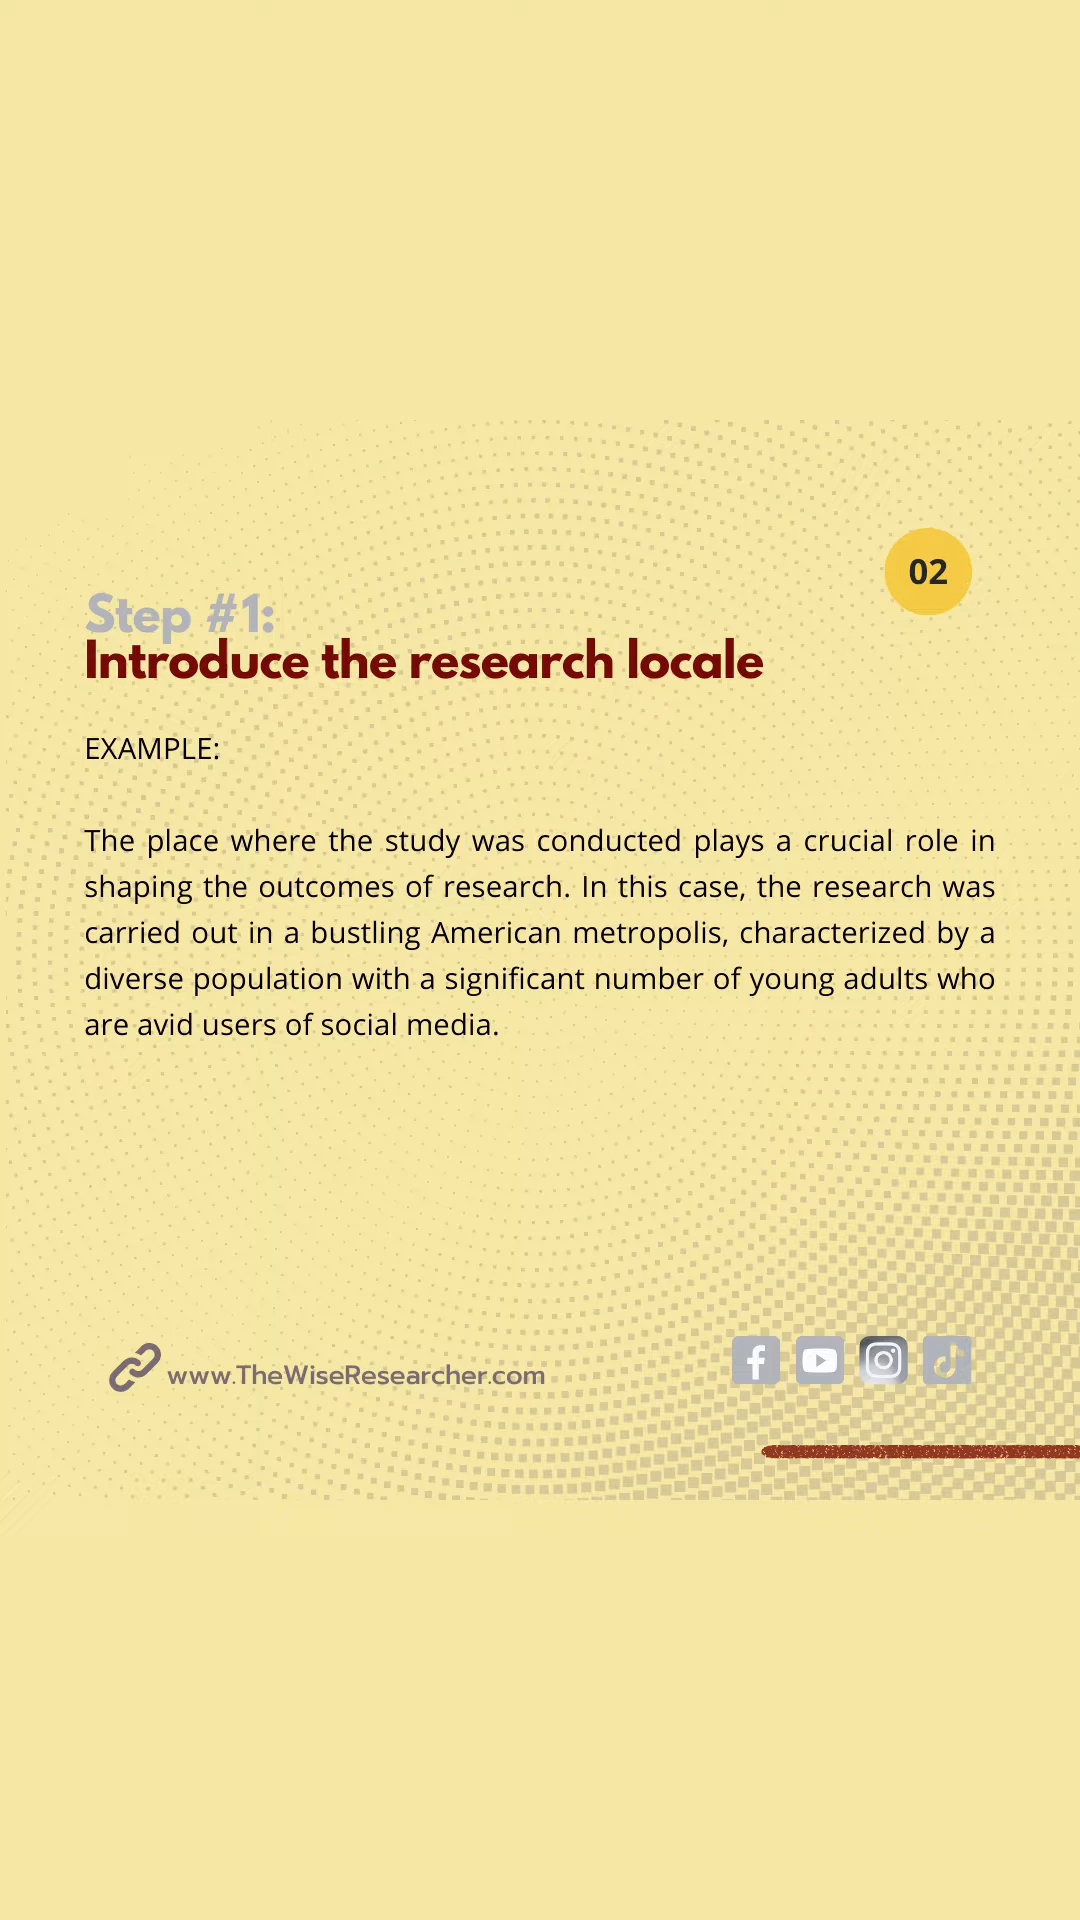 02
Step #1:
Introduce the research locale
EXAMPLE:
The place where the study was conducted plays a crucial role in
shaping the outcomes of research. In this case, the research was
carried out in a bustling American metropolis, characterized by a
diverse population with a significant number of young adults who
are avid users of social media.
www.TheWiseResearcher.com